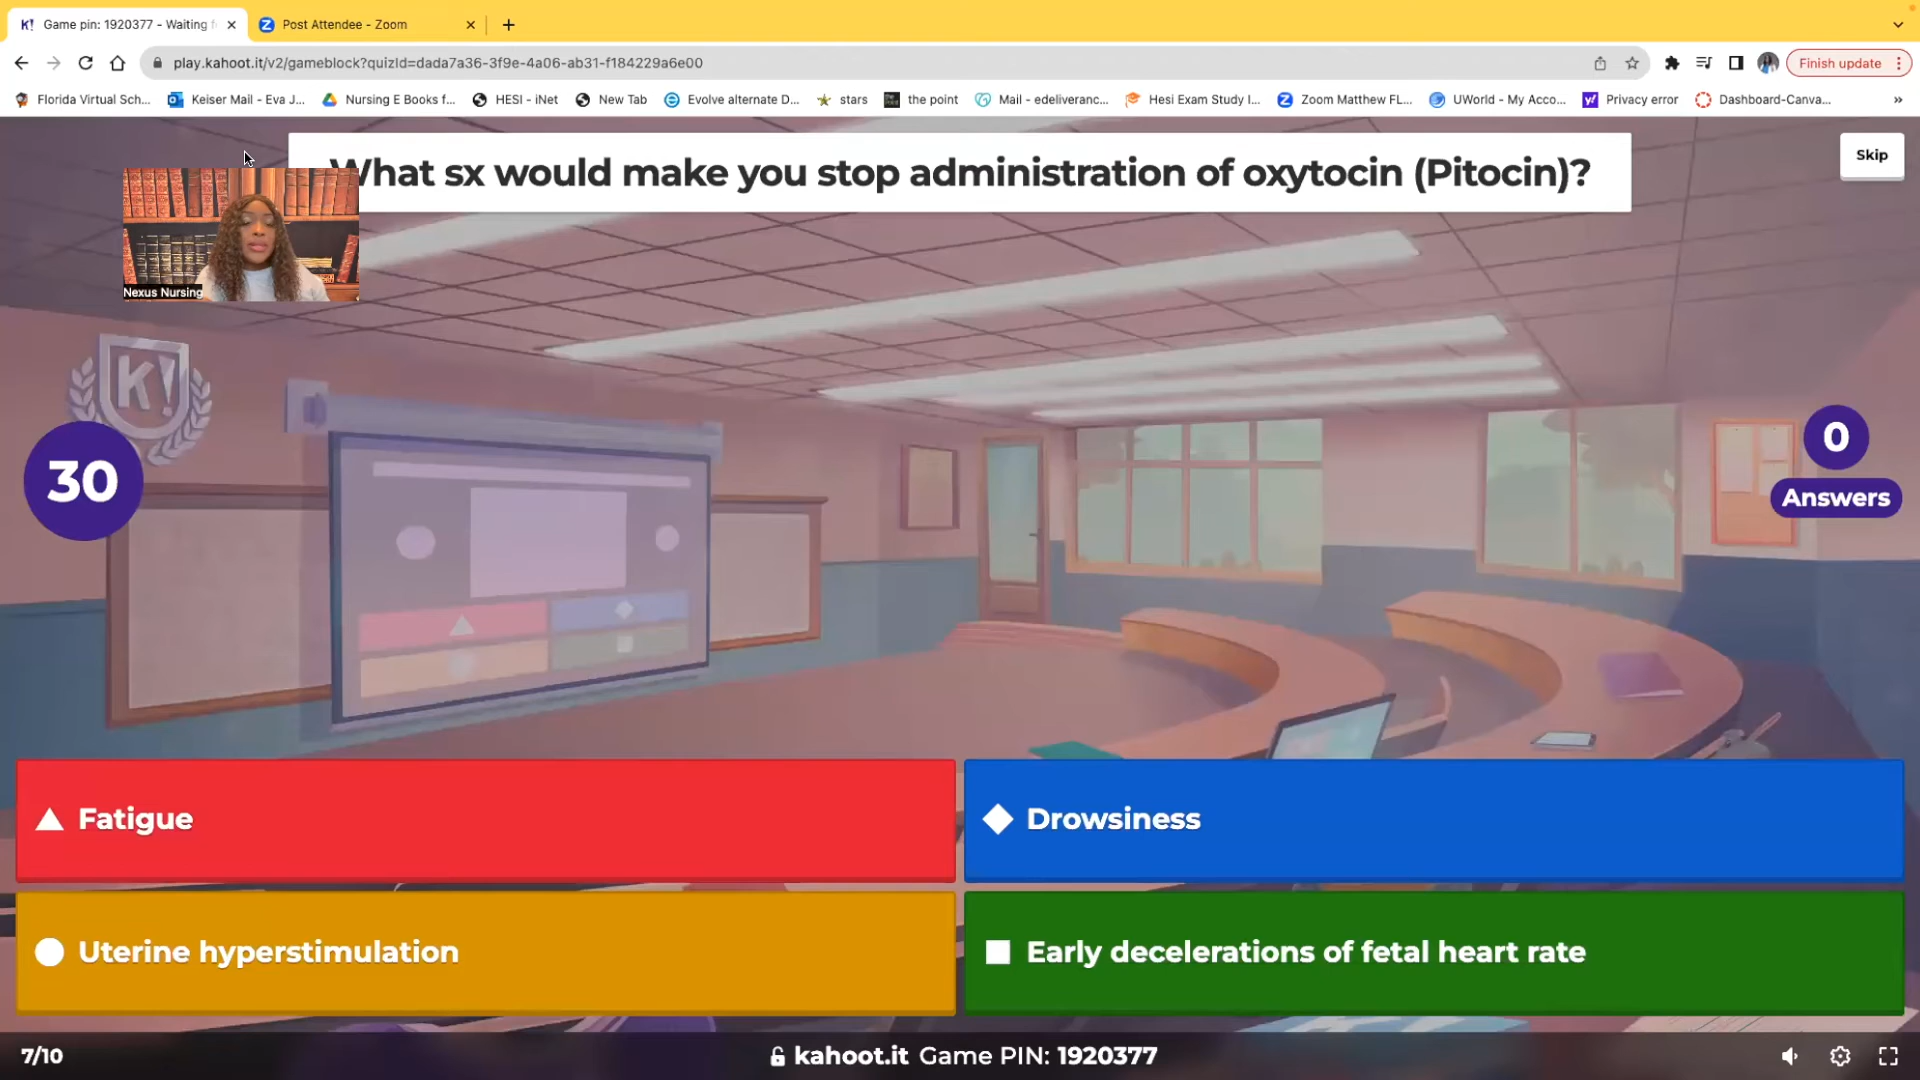 K! Game pin: 1920377 - Waiting f
Post Attendee - Zoom
play.kahoot.it/v2/gameblock?quizId=dada7a36-3f9e-4a06-ab31-f184229a6e00
Finish update
Florida Virtual Sch...
Keiser Mail - Eva J...
Nursing E Books f...
HESI - iNet
New Tab
Evolve alternate D...
stars
the point
Mail - edeliveranc...
Hesi Exam Study I...
Zoom Matthew FL...
UWorld - My Acco...
Privacy error
Dashboard-Canva...
»
What sx would make you stop administration of oxytocin (Pitocin)?
Skip
Nexus Nursing
K!
30
0
Answers
Fatigue
Drowsiness
Uterine hyperstimulation
Early decelerations of fetal heart rate
7/10
kahoot.it Game PIN: 1920377